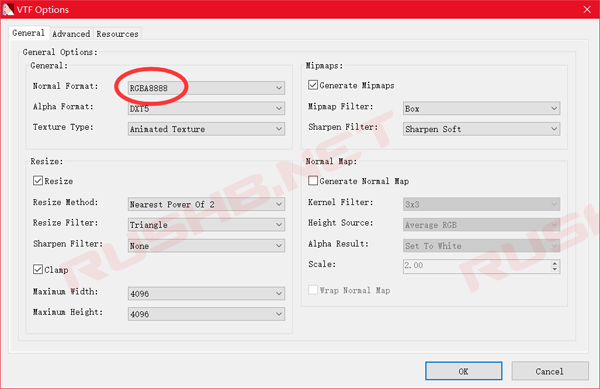 VTF Options
General Advanced Resources
General Options:
General:
Normal Format: RGBA8888
Alpha Format: DXT5
Texture Type: Animated Texture
Resize:
Resize
Resize Method: Nearest Power Of 2
Resize Filter: Triangle
Sharpen Filter: None
Clamp
Maximum Width: 4096
Maximum Height: 4096
Mipmaps:
Generate Mipmaps
Mipmap Filter: Box
Sharpen Filter: Sharpen Soft
Normal Map:
Generate Normal Map
Kernel Filter: 3x3
Height Source: Average RGB
Alpha Result: Set To White
Scale: 2.00
Wrap Normal Map
OK Cancel
RUSHB.NET
RUSHB.NET